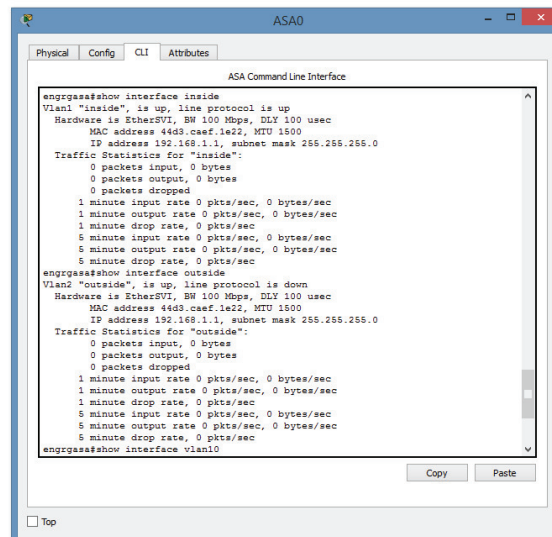 ASA0
Physical Config CLI Attributes
ASA Command Line Interface
engrgasa#show interface inside
Vlan1 "inside", is up, line protocol is up
Hardware is EtherSVI, BW 100 Mbps, DLY 100 usec
MAC address 44d3.caef.1e22, MTU 1500
IP address 192.168.1.1, subnet mask 255.255.255.0
Traffic Statistics for "inside":
0 packets input, 0 bytes
0 packets output, 0 bytes
0 packets dropped
1 minute input rate 0 pkts/sec, 0 bytes/sec
1 minute output rate 0 pkts/sec, 0 bytes/sec
1 minute drop rate, 0 pkts/sec
5 minute input rate 0 pkts/sec, 0 bytes/sec
5 minute output rate 0 pkts/sec, 0 bytes/sec
5 minute drop rate, 0 pkts/sec
engrgasa#show interface outside
Vlan2 "outside", is up, line protocol is down
Hardware is EtherSVI, BW 100 Mbps, DLY 100 usec
MAC address 44d3.caef.1e22, MTU 1500
IP address 192.168.1.1, subnet mask 255.255.255.0
Traffic Statistics for "outside":
0 packets input, 0 bytes
0 packets output, 0 bytes
0 packets dropped
1 minute input rate 0 pkts/sec, 0 bytes/sec
1 minute output rate 0 pkts/sec, 0 bytes/sec
1 minute drop rate, 0 pkts/sec
5 minute input rate 0 pkts/sec, 0 bytes/sec
5 minute output rate 0 pkts/sec, 0 bytes/sec
5 minute drop rate, 0 pkts/sec
engrgasa#show interface vlan10
Copy Paste
Top